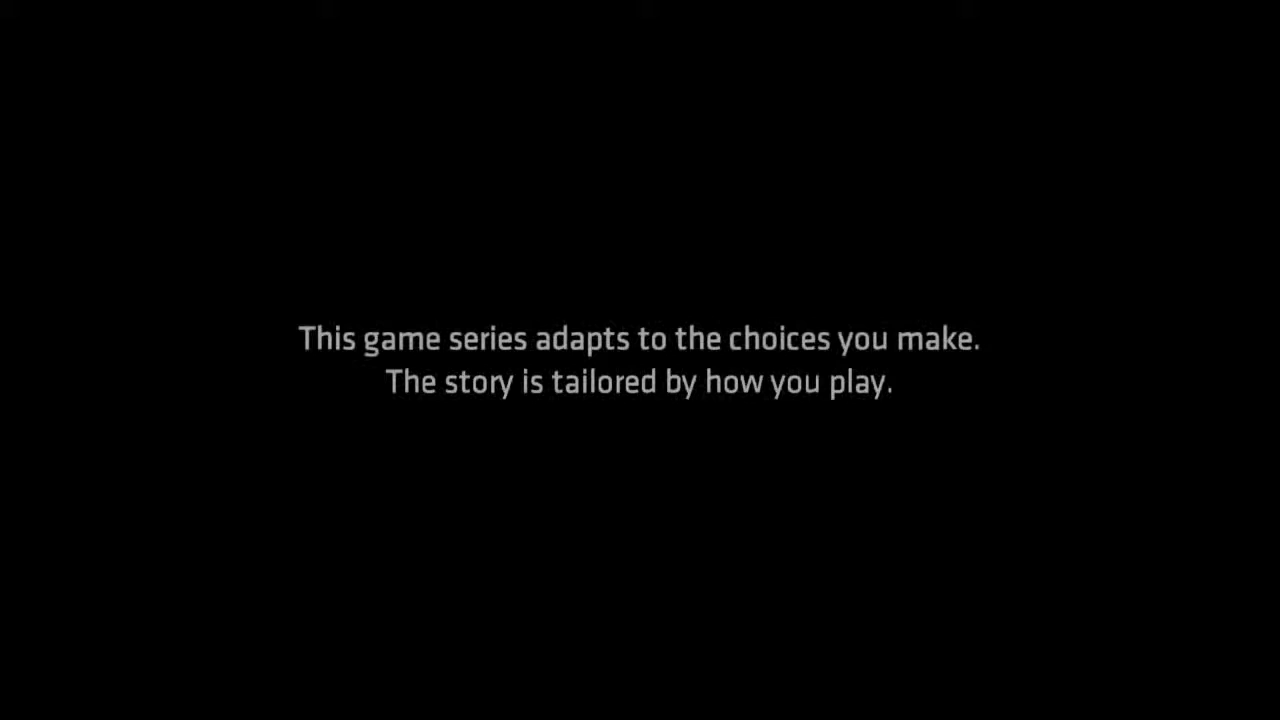 This game series adapts to the choices you make.
The story is tailored by how you play.